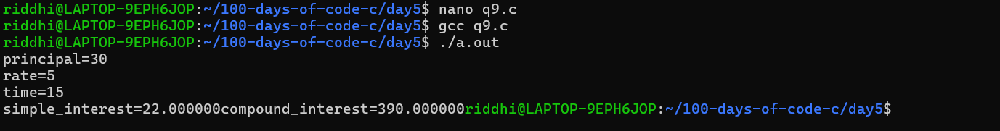 riddhi@LAPTOP-9EPH6JOP:~/100-days-of-code-c/day5$ nano q9.c
riddhi@LAPTOP-9EPH6JOP:~/100-days-of-code-c/day5$ gcc q9.c
riddhi@LAPTOP-9EPH6JOP:~/100-days-of-code-c/day5$ ./a.out
principal=30
rate=5
time=15
simple_interest=22.000000compound_interest=390.000000riddhi@LAPTOP-9EPH6JOP:~/100-days-of-code-c/day5$